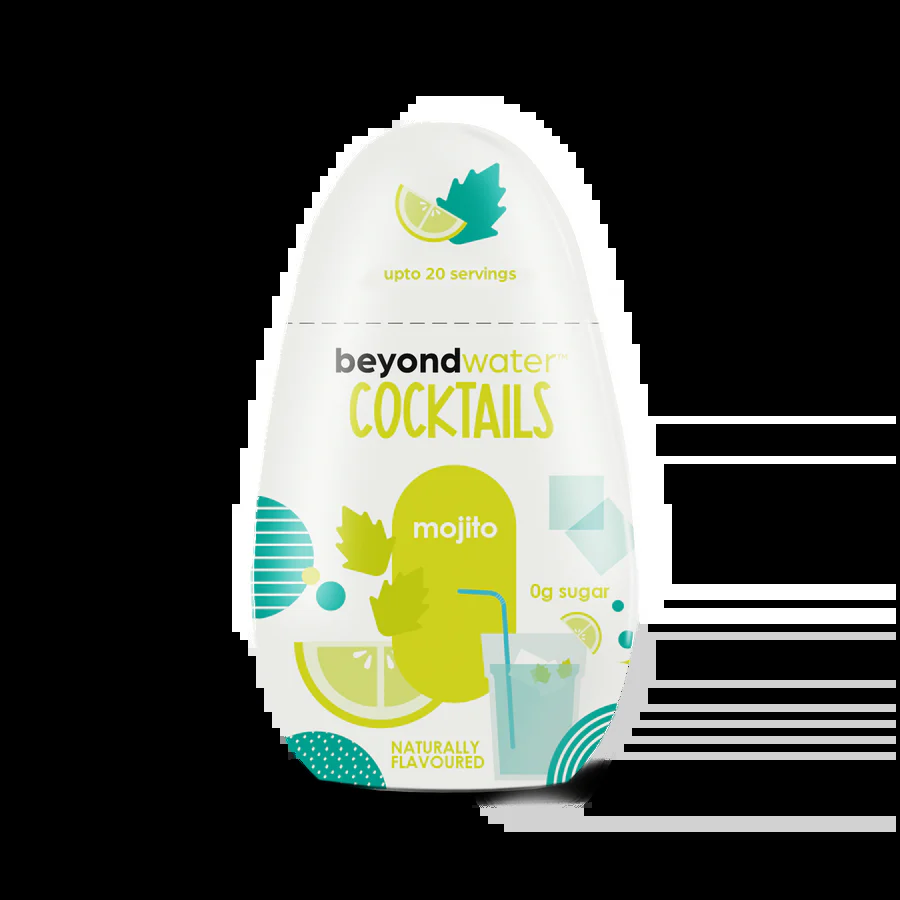 upto 20 servings
beyondwater™
COCKTAILS
mojito
0g sugar
NATURALLY
FLAVOURED